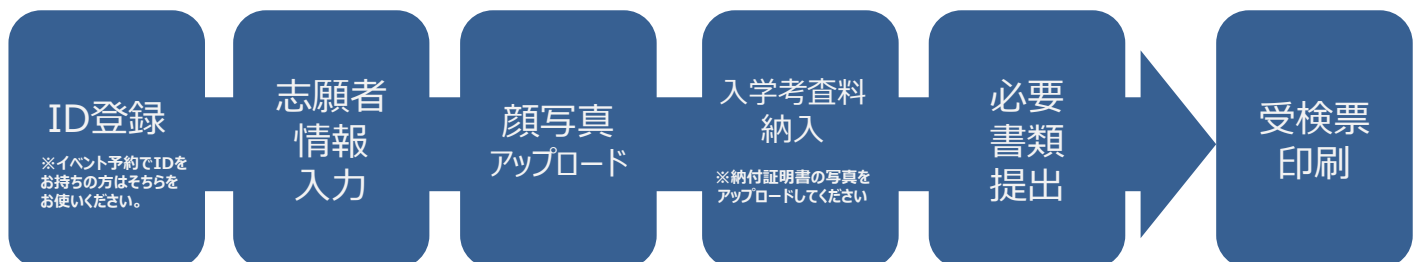 ID登録
※イベント予約でIDを
お持ちの方はそちらを
お使いください。
志願者
情報
入力
顔写真
アップロード
入学考査料
納入
※納付証明書の写真を
アップロードしてください
必要
書類
提出
受検票
印刷